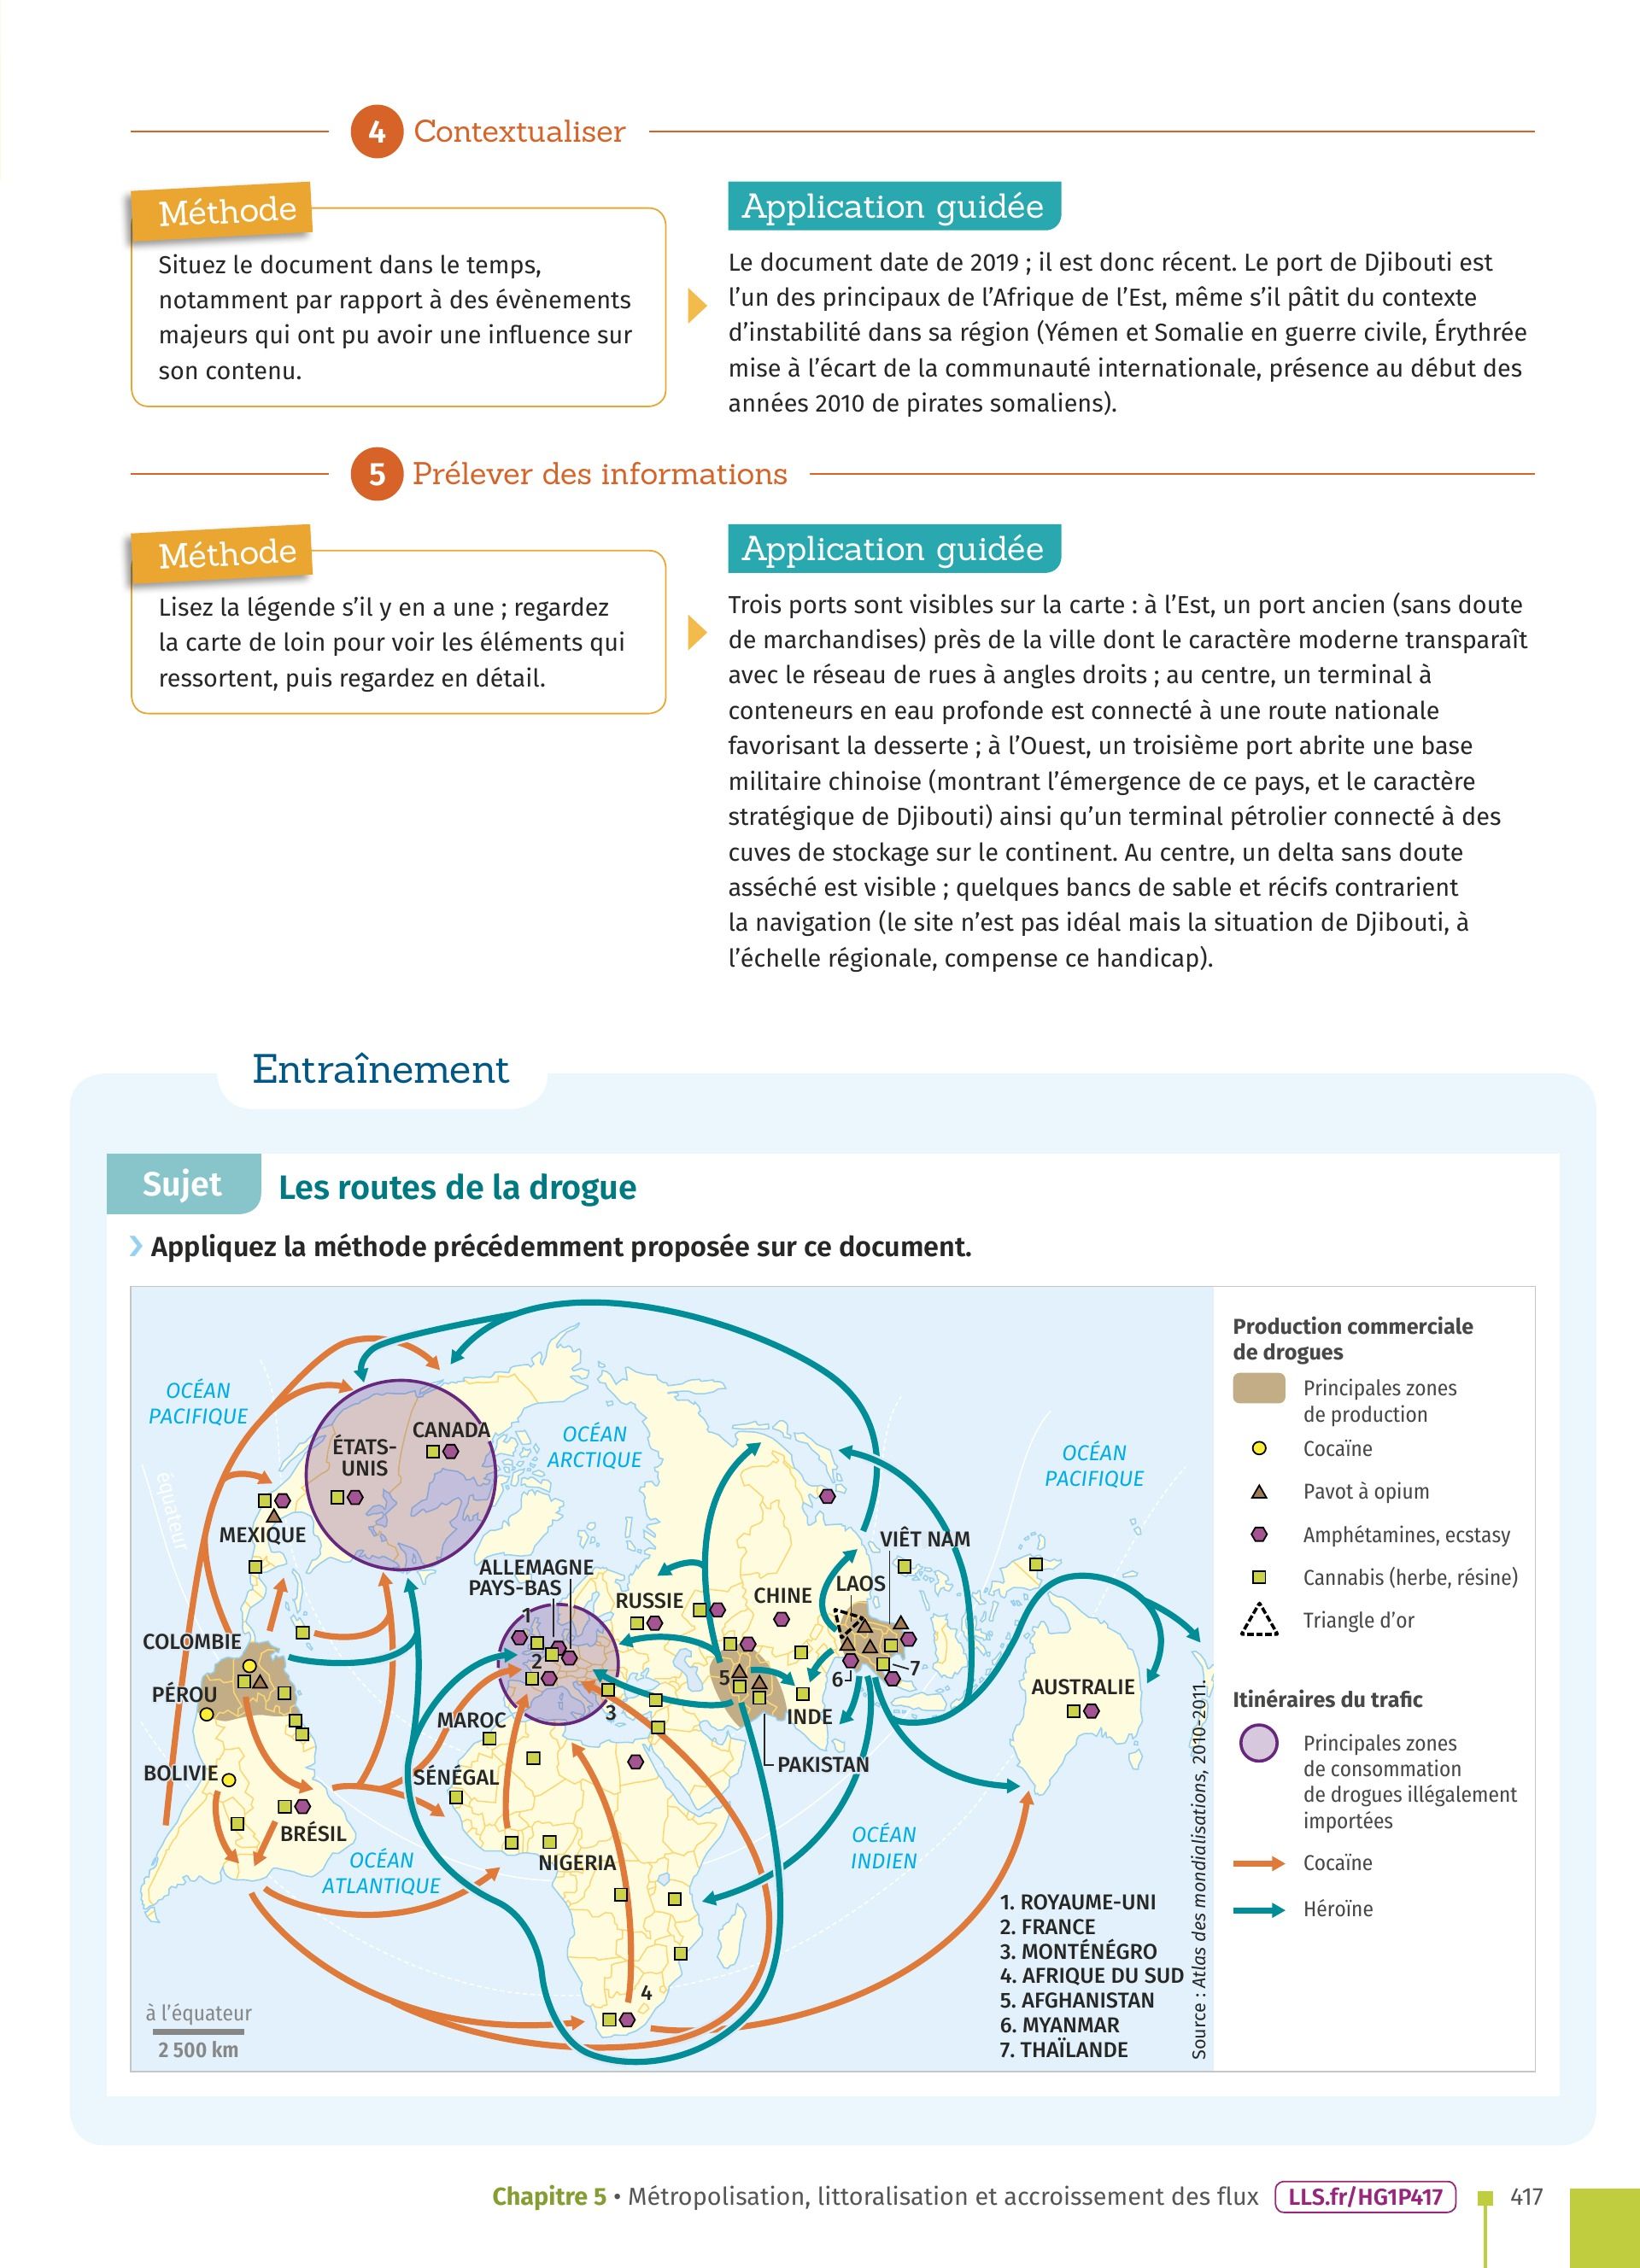 4 Contextualiser
Méthode
Situez le document dans le temps,
notamment par rapport à des évènements
majeurs qui ont pu avoir une influence sur
son contenu.
Application guidée
Le document date de 2019 ; il est donc récent. Le port de Djibouti est
l’un des principaux de l’Afrique de l’Est, même s’il pâtit du contexte
d’instabilité dans sa région (Yémen et Somalie en guerre civile, Érythrée
mise à l’écart de la communauté internationale, présence au début des
années 2010 de pirates somaliens).
5 Prélever des informations
Méthode
Lisez la légende s’il y en a une ; regardez
la carte de loin pour voir les éléments qui
ressortent, puis regardez en détail.
Application guidée
Trois ports sont visibles sur la carte : à l’Est, un port ancien (sans doute
de marchandises) près de la ville dont le caractère moderne transparaît
avec le réseau de rues à angles droits ; au centre, un terminal à
conteneurs en eau profonde est connecté à une route nationale
favorisant la desserte ; à l’Ouest, un troisième port abrite une base
militaire chinoise (montrant l’émergence de ce pays, et le caractère
stratégique de Djibouti) ainsi qu’un terminal pétrolier connecté à des
cuves de stockage sur le continent. Au centre, un delta sans doute
asséché est visible ; quelques bancs de sable et récifs contrarient
la navigation (le site n’est pas idéal mais la situation de Djibouti, à
l’échelle régionale, compense ce handicap).
Entraînement
Sujet
Les routes de la drogue
› Appliquez la méthode précédemment proposée sur ce document.
OCÉAN
PACIFIQUE
équateur
ÉTATS-
UNIS
CANADA
OCÉAN
ARCTIQUE
OCÉAN
PACIFIQUE
MEXIQUE
ALLEMAGNE
PAYS-BAS
1
2
3
RUSSIE
CHINE
VIÊT NAM
LAOS
COLOMBIE
PÉROU
BOLIVIE
BRÉSIL
MAROC
SÉNÉGAL
NIGERIA
4
5
6
7
INDE
PAKISTAN
AUSTRALIE
OCÉAN
ATLANTIQUE
OCÉAN
INDIEN
à l’équateur
2 500 km
1. ROYAUME-UNI
2. FRANCE
3. MONTÉNÉGRO
4. AFRIQUE DU SUD
5. AFGHANISTAN
6. MYANMAR
7. THAÏLANDE
Source : Atlas des mondialisations, 2010-2011.
Production commerciale
de drogues
Principales zones
de production
Cocaïne
Pavot à opium
Amphétamines, ecstasy
Cannabis (herbe, résine)
Triangle d’or
Itinéraires du trafic
Principales zones
de consommation
de drogues illégalement
importées
Cocaïne
Héroïne
Chapitre 5 • Métropolisation, littoralisation et accroissement des flux LLS.fr/HG1P417 417